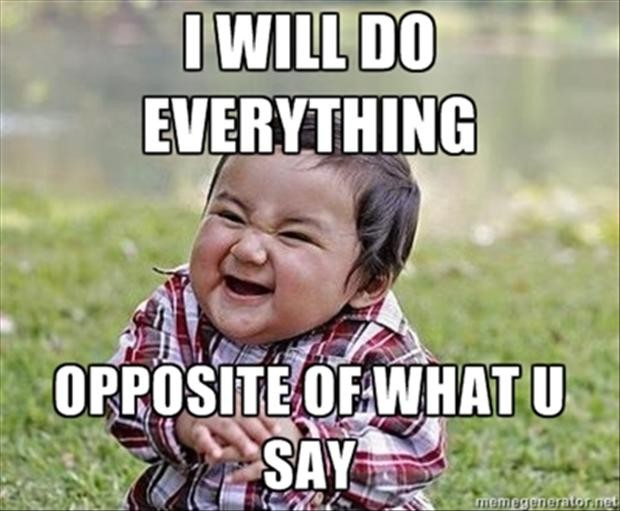 I WILL DO
EVERYTHING
OPPOSITE OF WHAT U
SAY
memegenerator.net